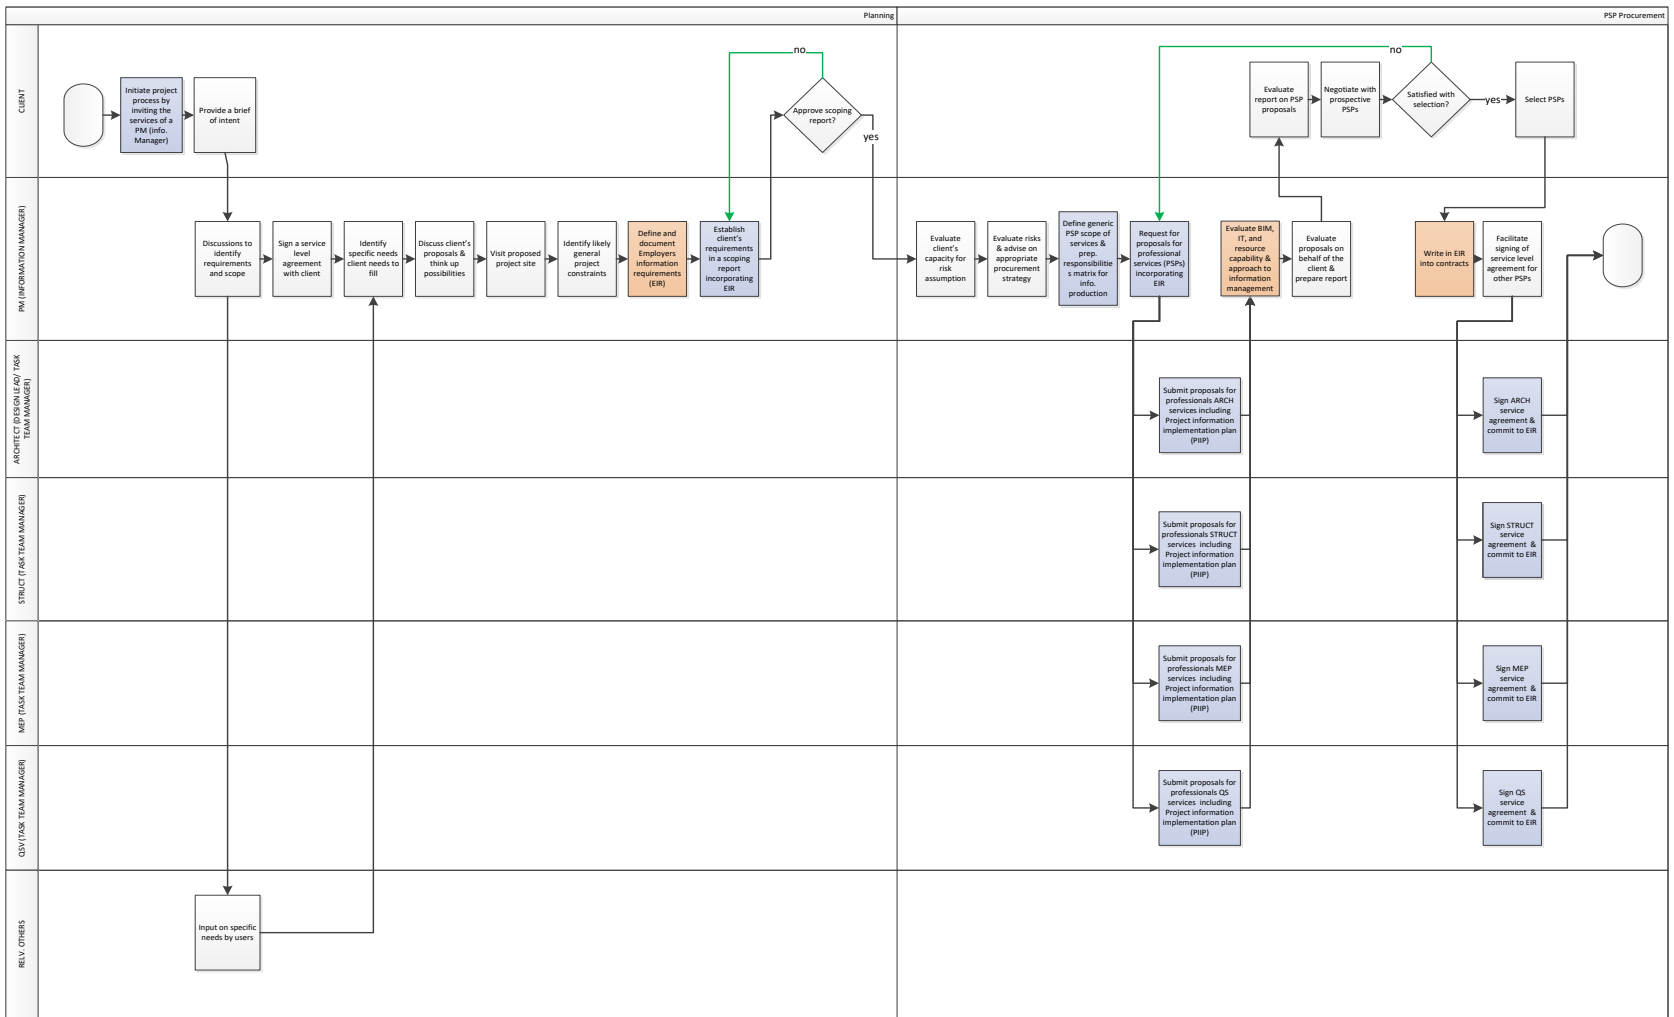 Planning
PSP Procurement
CLIENT
Initiate project
process by
inviting the
services of a
PM (info.
Manager)
Provide a brief
of intent
no
Approve scoping
report?
yes
Evaluate
report on PSP
proposals
Negotiate with
prospective
PSPs
no
Satisfied with
selection?
yes
Select PSPs
PM (INFORMATION MANAGER)
Discussions to
identify
requirements
and scope
Sign a service
level
agreement
with client
Identify
specific needs
client needs to
fill
Discuss client's
proposals &
think up
possibilities
Visit proposed
project site
Identify likely
general
project
constraints
Define and
document
Employers
information
requirements
(EIR)
Establish
client's
requirements
in a scoping
report
incorporating
EIR
Evaluate
client's
capacity for
risk
assumption
Evaluate risks
& advise on
appropriate
procurement
strategy
Define generic
PSP scope of
services &
prep.
responsibilitie
s matrix for
info.
production
Request for
proposals for
professional
services (PSPs)
incorporating
EIR
Evaluate BIM,
IT, and
resource
capability &
approach to
information
management
Evaluate
proposals on
behalf of the
client &
prepare report
Write in EIR
into contracts
Facilitate
signing of
service level
agreement for
other PSPs
ARCHITECT (DESIGN LEAD/ TASK
TEAM MANAGER)
Submit proposals for
professionals ARCH
services including
Project information
implementation plan
(PIIP)
Sign ARCH
service
agreement &
commit to EIR
STRUCT (TASK TEAM MANAGER)
Submit proposals for
professionals STRUCT
services including
Project information
implementation plan
(PIIP)
Sign STRUCT
service
agreement &
commit to EIR
MEP (TASK TEAM MANAGER)
Submit proposals for
professionals MEP
services including
Project information
implementation plan
(PIIP)
Sign MEP
service
agreement &
commit to EIR
QSV (TASK TEAM MANAGER)
Submit proposals for
professionals QS
services including
Project information
implementation plan
(PIIP)
Sign QS
service
agreement &
commit to EIR
RELV. OTHERS
Input on specific
needs by users